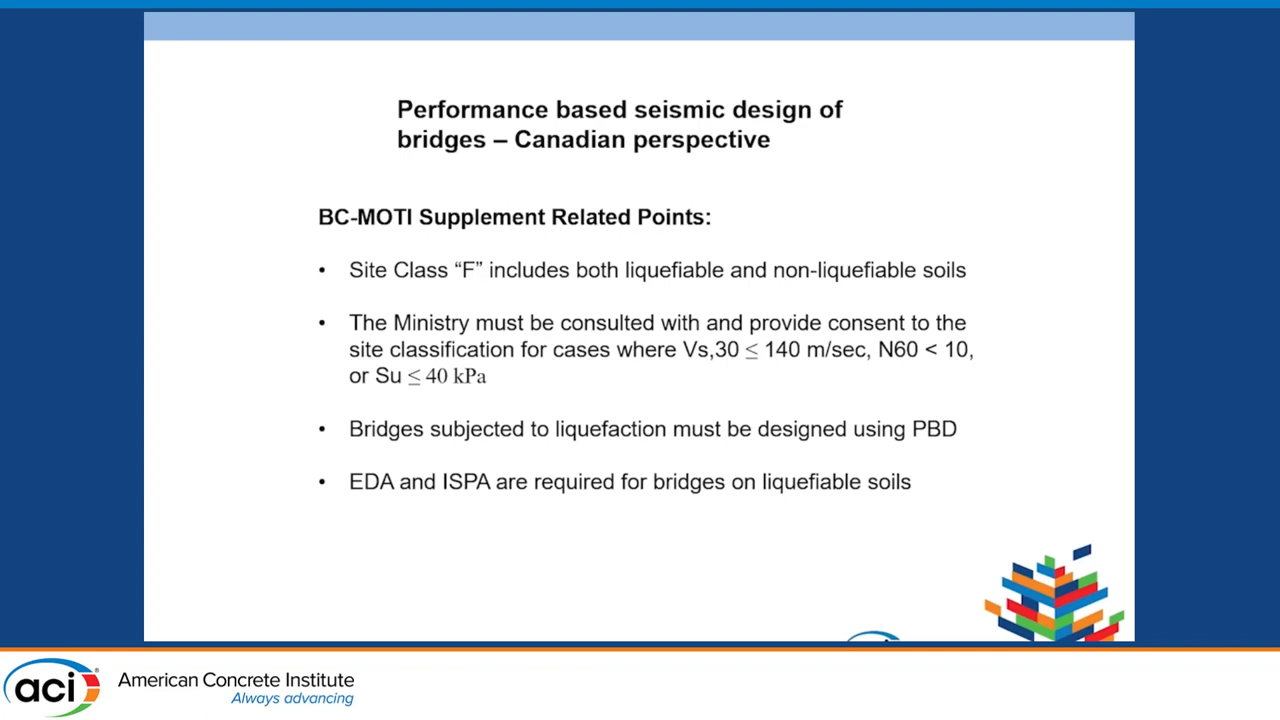 Performance based seismic design of
bridges – Canadian perspective
BC-MOTI Supplement Related Points:
• Site Class “F” includes both liquefiable and non-liquefiable soils
• The Ministry must be consulted with and provide consent to the
site classification for cases where Vs,30 ≤ 140 m/sec, N60 < 10,
or Su ≤ 40 kPa
• Bridges subjected to liquefaction must be designed using PBD
• EDA and ISPA are required for bridges on liquefiable soils
aci®
American Concrete Institute
Always advancing